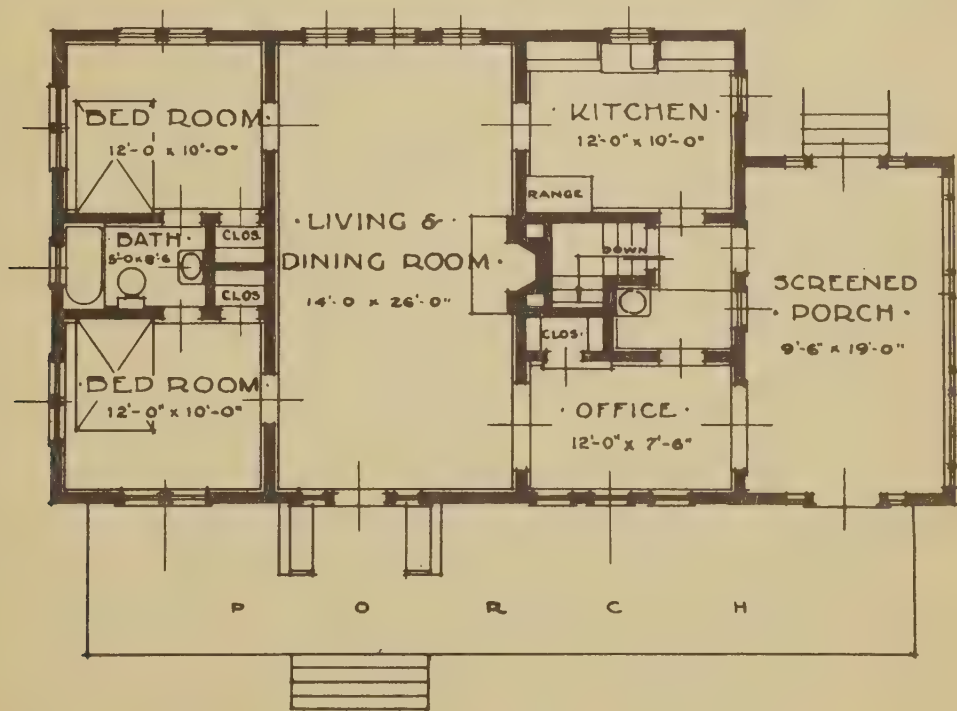 BED ROOM·
12'-0" x 10'-0"
· KITCHEN ·
12'-0" x 10'-0"
RANGE
BATH
5'-0 x 8'-6
CLOS.
CLOS
· LIVING & ·
DINING ROOM ·
14'-0 x 26'-0"
DOWN
CLOS·
SCREENED
· PORCH ·
9'-6" x 19'-0"
BED ROOM
12'-0" x 10'-0"
· OFFICE ·
12'-0" x 7'-6"
P O R C H